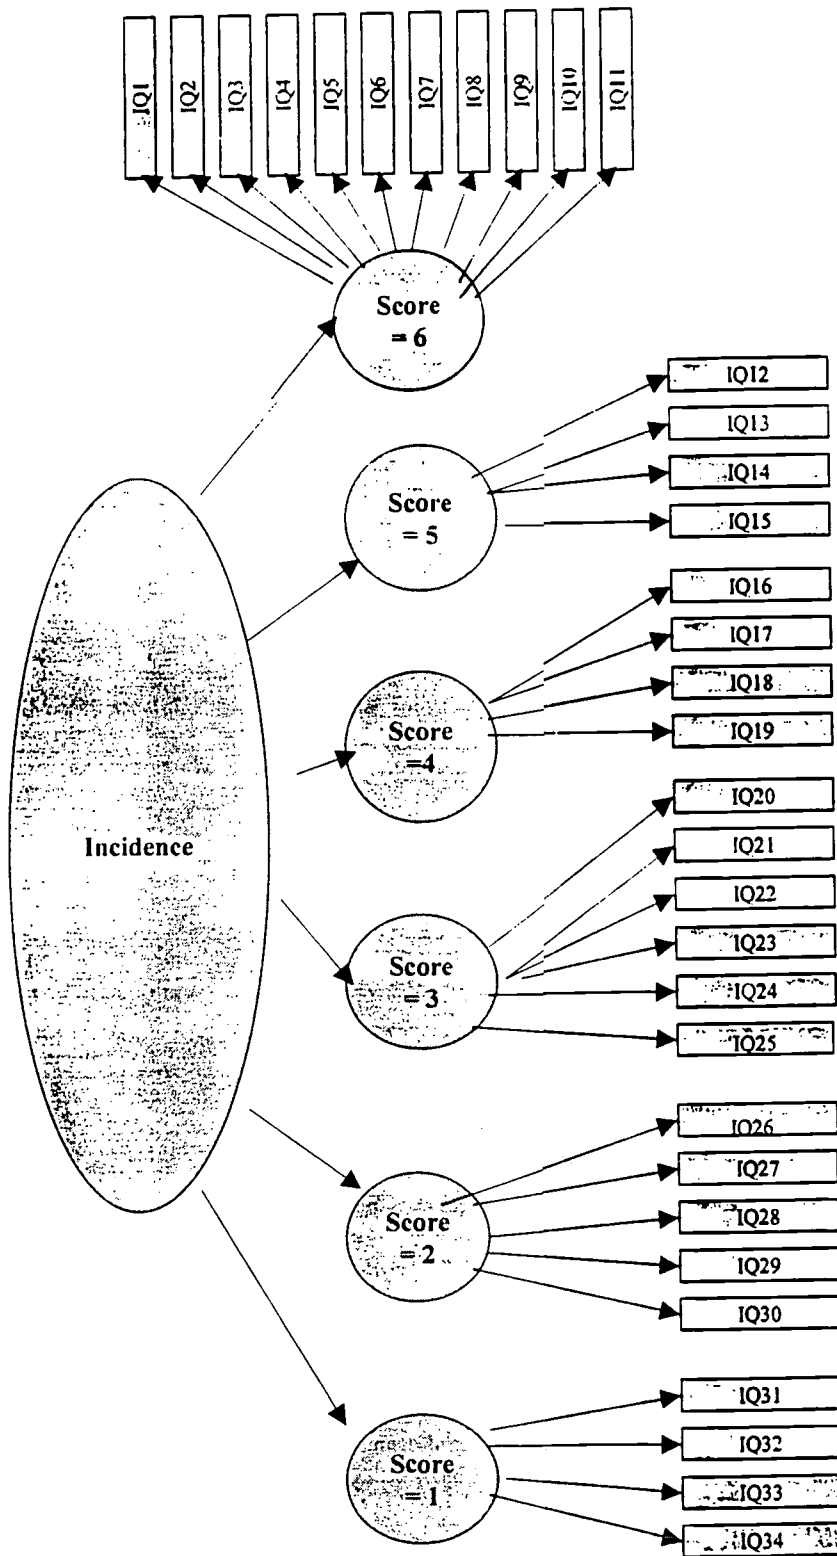 IQ1
IQ2
IQ3
IQ4
IQ5
IQ6
IQ7
IQ8
IQ9
IQ10
IQ11
Score
= 6
IQ12
IQ13
IQ14
IQ15
Score
= 5
IQ16
IQ17
IQ18
IQ19
Score
=4
Incidence
IQ20
IQ21
IQ22
IQ23
IQ24
IQ25
Score
= 3
IQ26
IQ27
IQ28
IQ29
IQ30
Score
= 2
IQ31
IQ32
IQ33
IQ34
Score
= 1